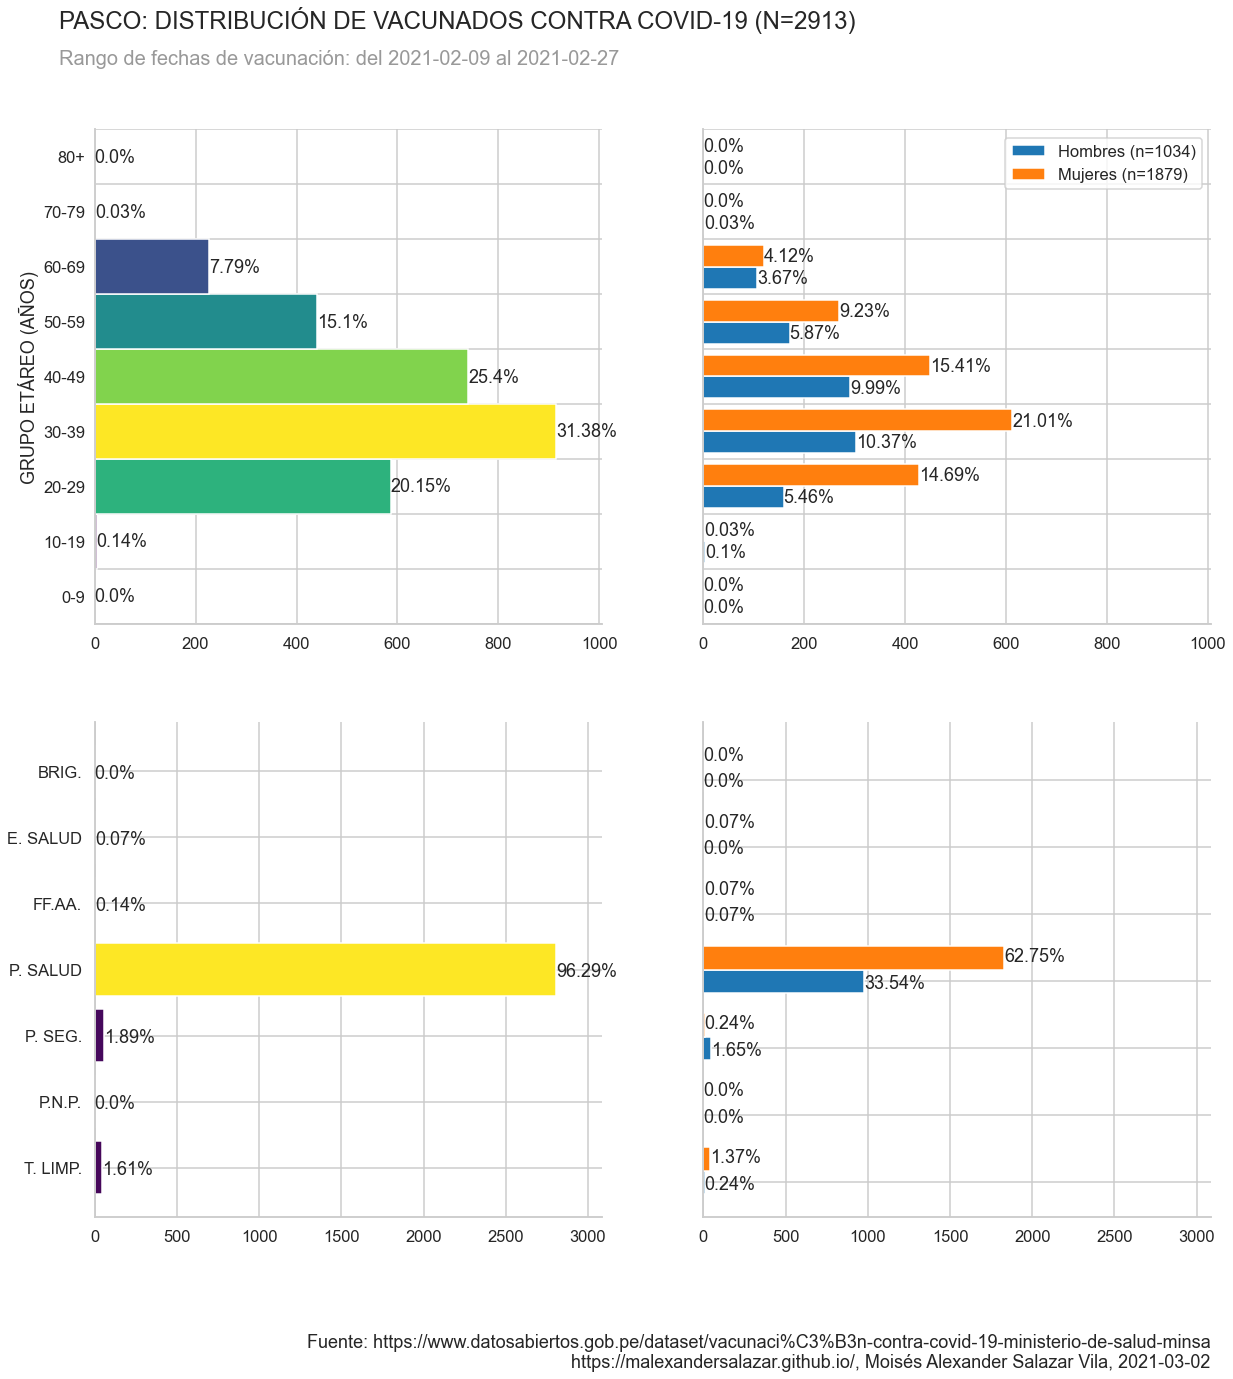 PASCO: DISTRIBUCIÓN DE VACUNADOS CONTRA COVID-19 (N=2913)
Rango de fechas de vacunación: del 2021-02-09 al 2021-02-27
GRUPO ETÁREO (AÑOS)
80+ 0.0%
70-79 0.03%
60-69 7.79%
50-59 15.1%
40-49 25.4%
30-39 31.38%
20-29 20.15%
10-19 0.14%
0-9 0.0%
0 200 400 600 800 1000
Hombres (n=1034)
Mujeres (n=1879)
0.0%
0.0%
0.0%
0.03%
4.12%
3.67%
9.23%
5.87%
15.41%
9.99%
21.01%
10.37%
14.69%
5.46%
0.03%
0.1%
0.0%
0.0%
0 200 400 600 800 1000
BRIG. 0.0%
E. SALUD 0.07%
FF.AA. 0.14%
P. SALUD 96.29%
P. SEG. 1.89%
P.N.P. 0.0%
T. LIMP. 1.61%
0 500 1000 1500 2000 2500 3000
0.0%
0.0%
0.07%
0.0%
0.07%
0.07%
62.75%
33.54%
0.24%
1.65%
0.0%
0.0%
1.37%
0.24%
0 500 1000 1500 2000 2500 3000
Fuente: https://www.datosabiertos.gob.pe/dataset/vacunaci%C3%B3n-contra-covid-19-ministerio-de-salud-minsa
https://malexandersalazar.github.io/, Moisés Alexander Salazar Vila, 2021-03-02